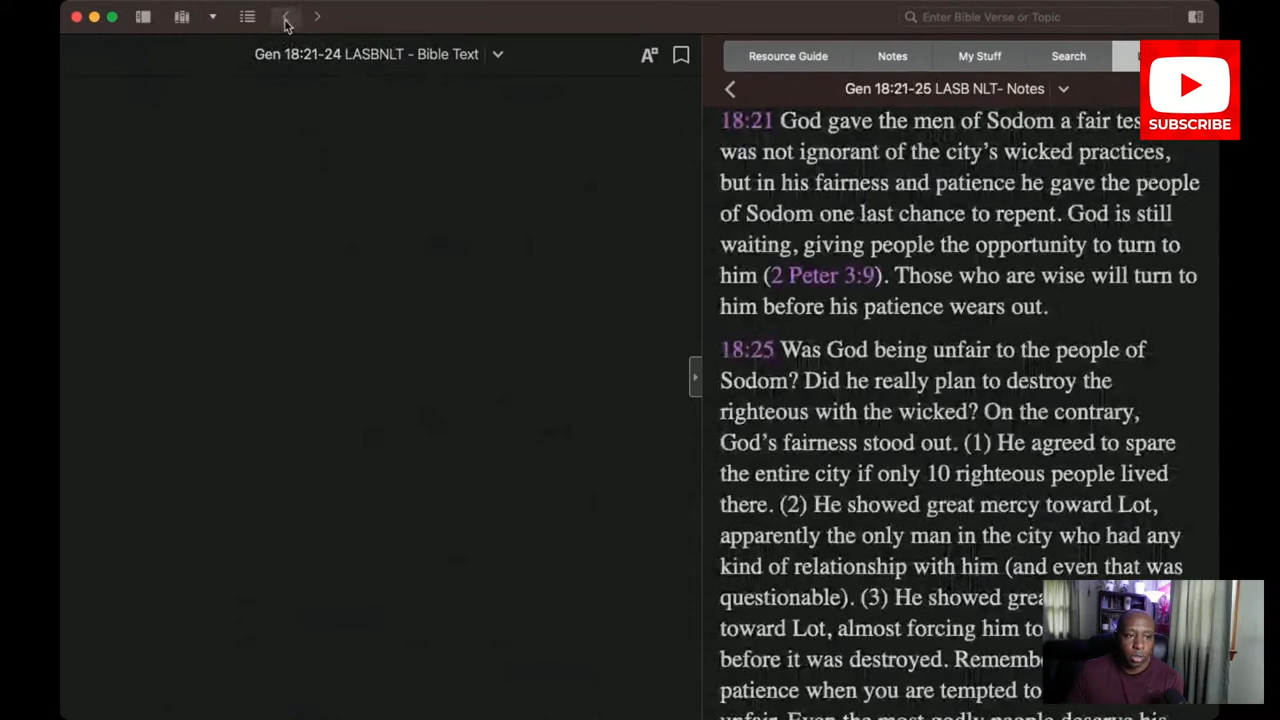 Enter Bible Verse or Topic
Gen 18:21-24 LASBNLT - Bible Text
Resource Guide
Notes
My Stuff
Search
Gen 18:21-25 LASB NLT- Notes
SUBSCRIBE
18:21 God gave the men of Sodom a fair
was not ignorant of the city's wicked practices,
but in his fairness and patience he gave the people
of Sodom one last chance to repent. God is still
waiting, giving people the opportunity to turn to
him (2 Peter 3:9). Those who are wise will turn to
him before his patience wears out.
18:25 Was God being unfair to the people of
Sodom? Did he really plan to destroy the
righteous with the wicked? On the contrary,
God's fairness stood out. (1) He agreed to spare
the entire city if only 10 righteous people lived
there. (2) He showed great mercy toward Lot,
apparently the only man in the city who had any
kind of relationship with him (and even that was
questionable). (3) He showed
toward Lot, almost forcing him to
before it was destroyed.
patience when you are tempted to
unfair. Even the most godly people deserve his